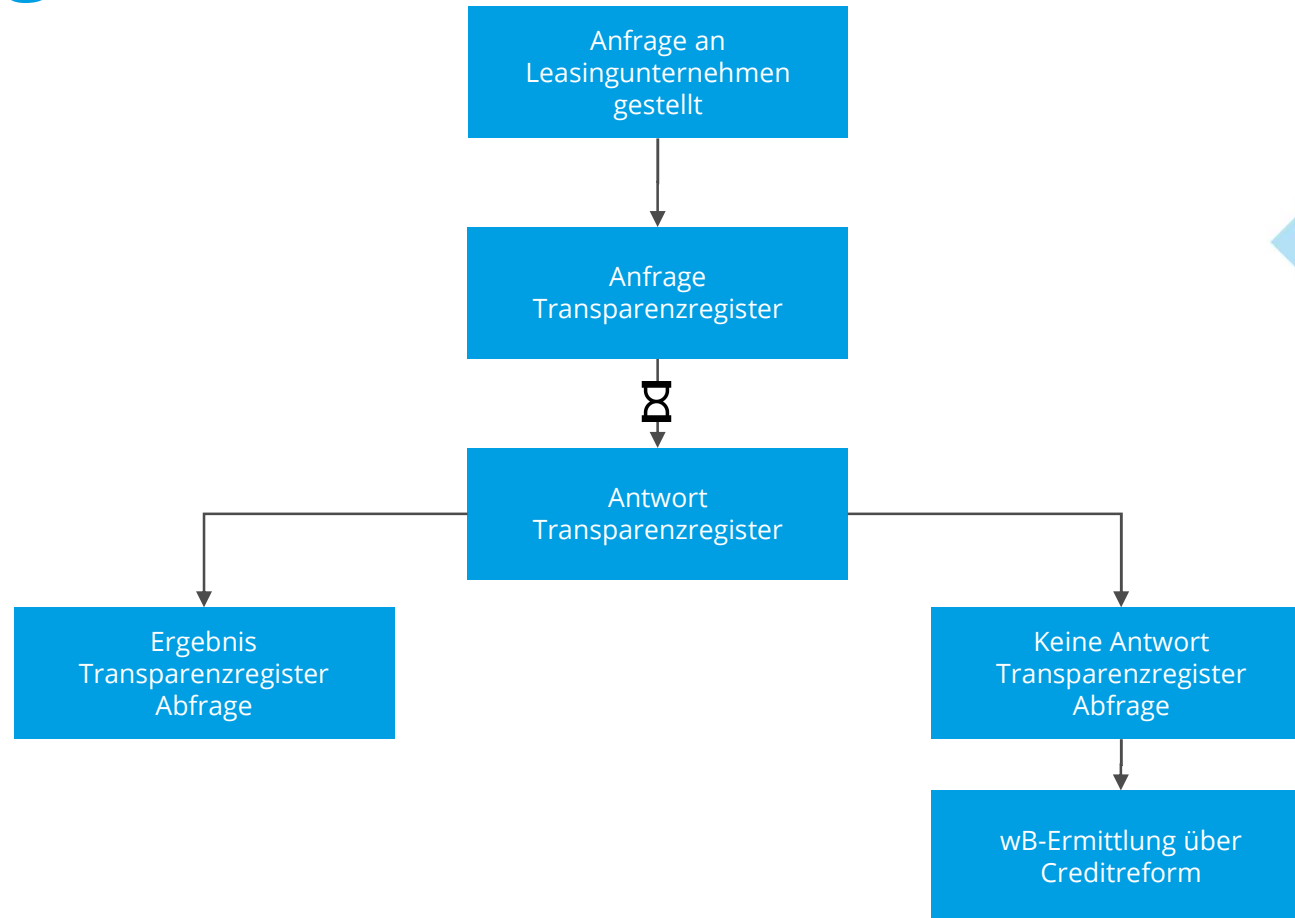 Anfrage an
Leasingunternehmen
gestellt
Anfrage
Transparenzregister
Antwort
Transparenzregister
Ergebnis
Transparenzregister
Abfrage
Keine Antwort
Transparenzregister
Abfrage
wB-Ermittlung über
Creditreform